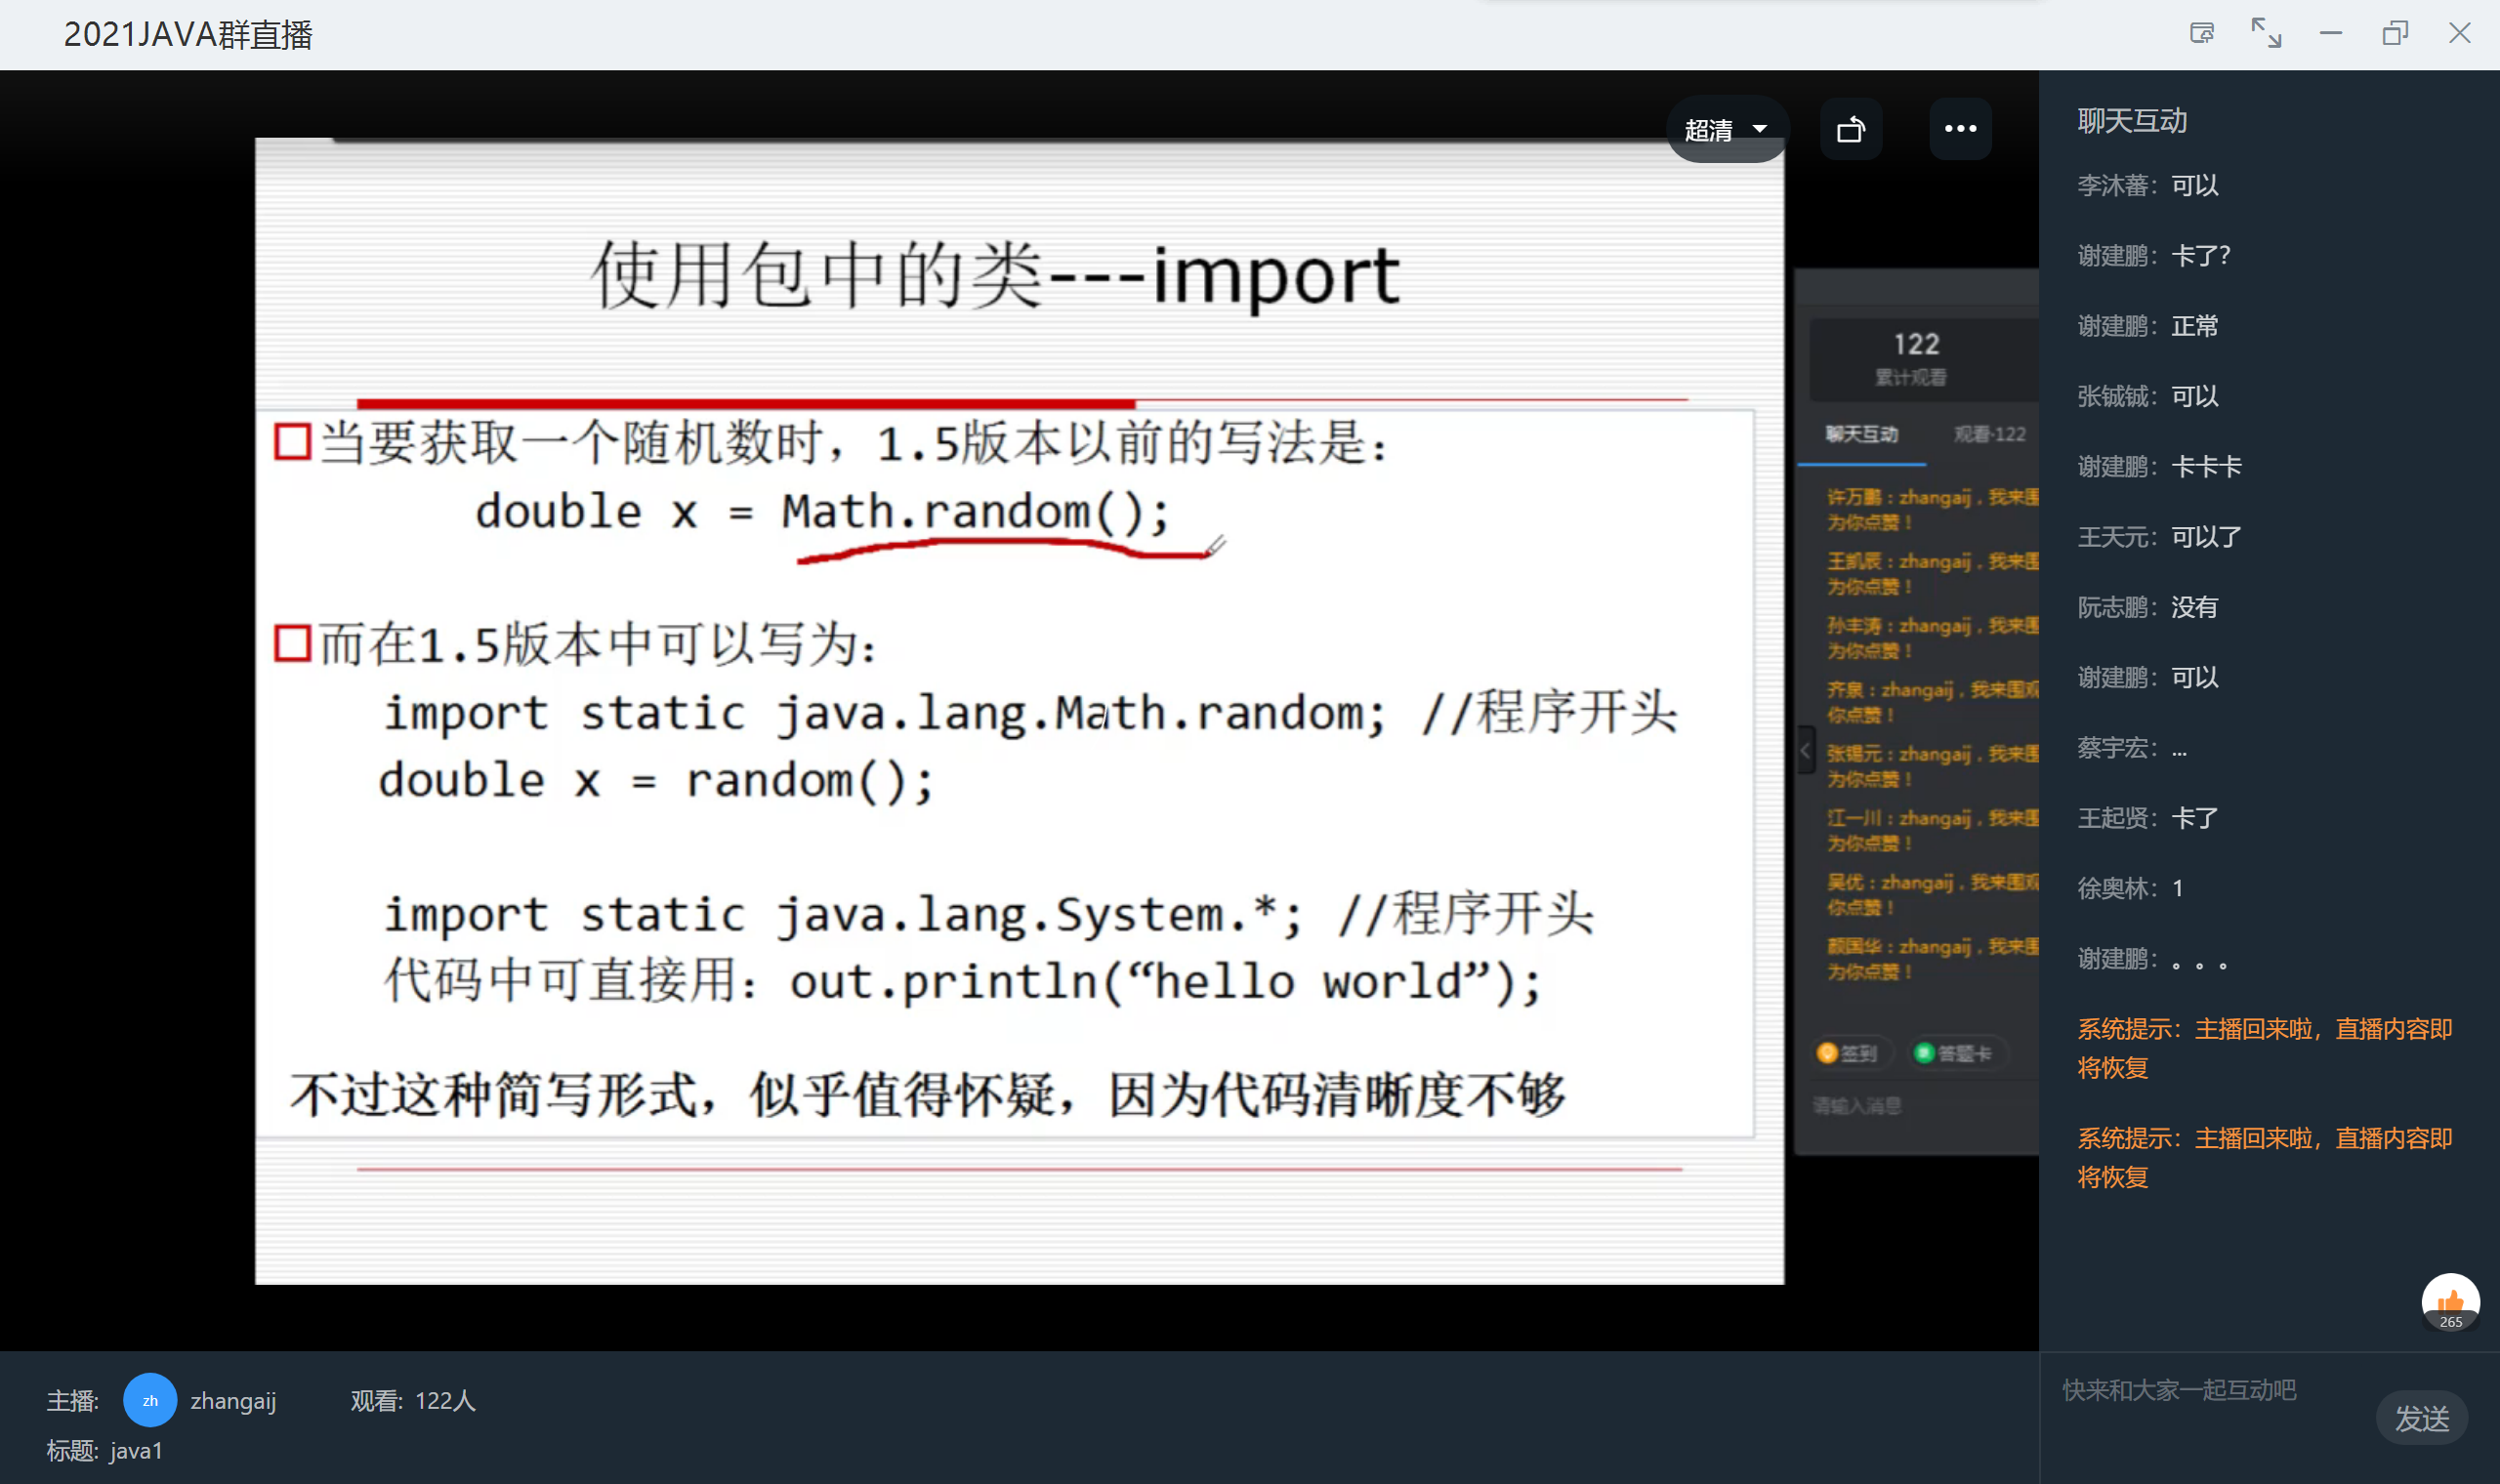 2021JAVA群直播
超清
使用包中的类---import
当要获取一个随机数时，1.5版本以前的写法是：
double x = Math.random();
而在1.5版本中可以写为：
import static java.lang.Math.random; //程序开头
double x = random();
import static java.lang.System.*; //程序开头
代码中可直接用：out.println(“hello world”);
不过这种简写形式，似乎值得怀疑，因为代码清晰度不够
122
累计观看
聊天互动 观看·122
许万鹏：zhangaij，我来围
为你点赞！
王凯辰：zhangaij，我来围
为你点赞！
孙丰涛：zhangaij，我来围
为你点赞！
齐泉：zhangaij，我来围观
你点赞！
张锡元：zhangaij，我来围
为你点赞！
江一川：zhangaij，我来围
为你点赞！
吴优：zhangaij，我来围观
你点赞！
颜国华：zhangaij，我来围
为你点赞！
签到 答题卡
请输入消息
聊天互动
李沐蕃：可以
谢建鹏：卡了？
谢建鹏：正常
张铖铖：可以
谢建鹏：卡卡卡
王天元：可以了
阮志鹏：没有
谢建鹏：可以
蔡宇宏：...
王起贤：卡了
徐奥林：1
谢建鹏：。。。
系统提示：主播回来啦，直播内容即
将恢复
系统提示：主播回来啦，直播内容即
将恢复
265
快来和大家一起互动吧
发送
主播: zh zhangaij 观看: 122人
标题: java1